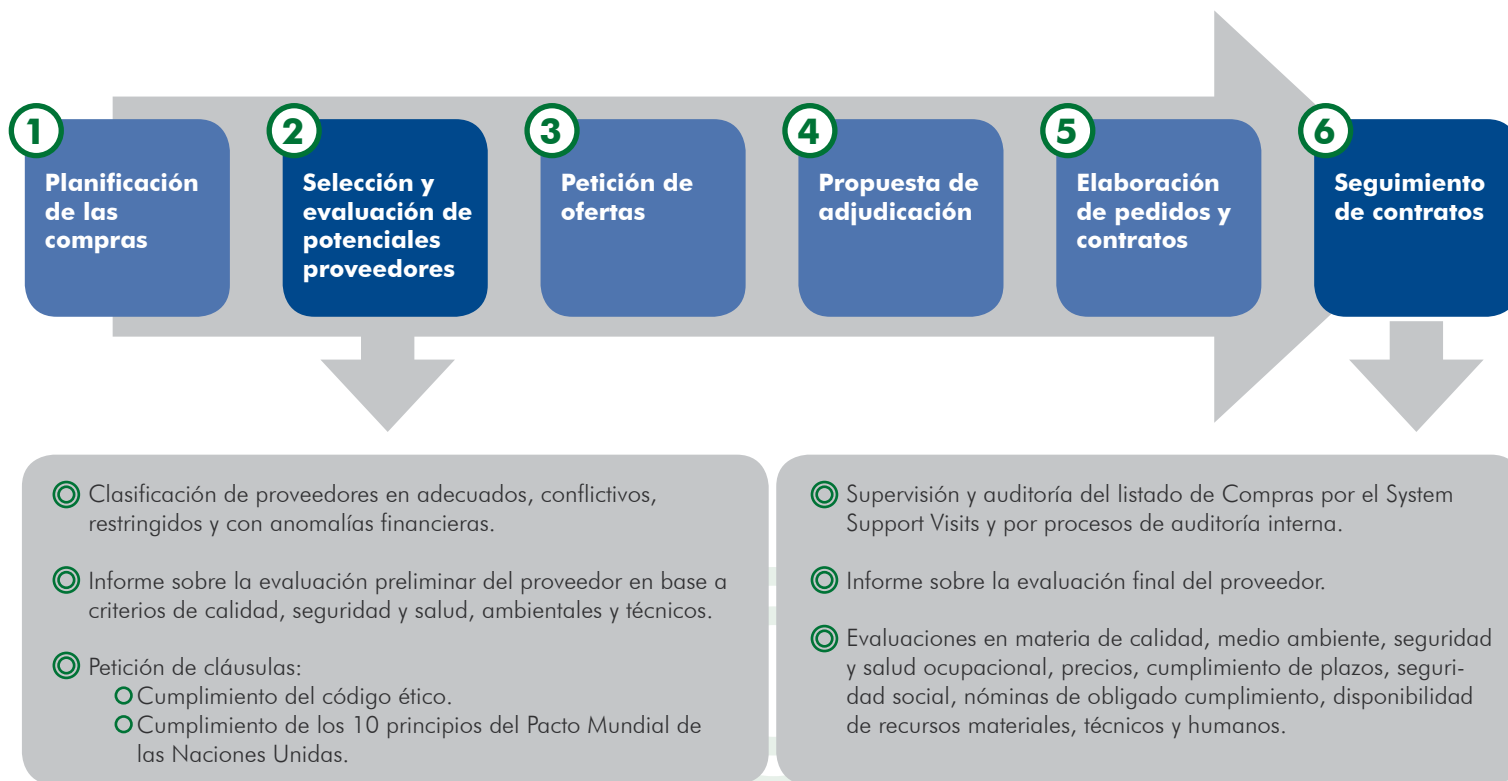 1
Planificación
de las
compras
2
Selección y
evaluación de
potenciales
proveedores
3
Petición de
ofertas
4
Propuesta de
adjudicación
5
Elaboración
de pedidos y
contratos
6
Seguimiento
de contratos
Clasificación de proveedores en adecuados, conflictivos,
restringidos y con anomalías financieras.
Informe sobre la evaluación preliminar del proveedor en base a
criterios de calidad, seguridad y salud, ambientales y técnicos.
Petición de cláusulas:
Cumplimiento del código ético.
Cumplimiento de los 10 principios del Pacto Mundial de
las Naciones Unidas.
Supervisión y auditoría del listado de Compras por el System
Support Visits y por procesos de auditoría interna.
Informe sobre la evaluación final del proveedor.
Evaluaciones en materia de calidad, medio ambiente, seguridad
y salud ocupacional, precios, cumplimiento de plazos, seguri-
dad social, nóminas de obligado cumplimiento, disponibilidad
de recursos materiales, técnicos y humanos.